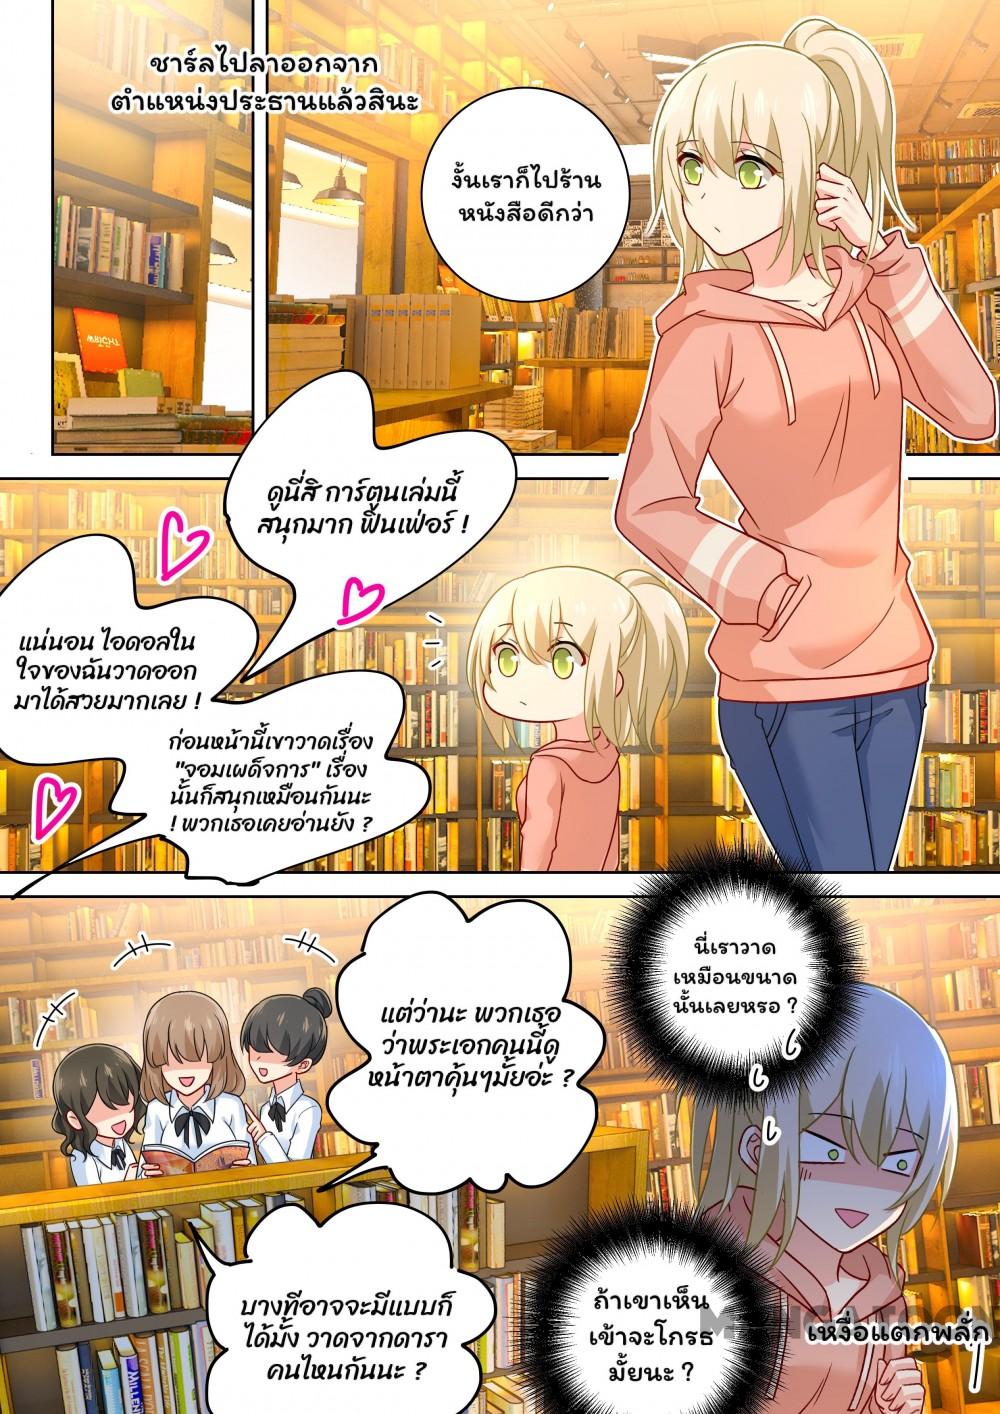 ชาร์ลไปลาออกจาก
ตำแหน่งประธานแล้วสินะ
งั้นเราก็ไปร้าน
หนังสือดีกว่า
WRIGHT
ดูนี่สิ การ์ตูนเล่มนี้
สนุกมาก ฟินเฟ่อร์ !
แน่นอน ไอดอลใน
ใจของฉันวาดออก
มาได้สวยมากเลย !
ก่อนหน้านี้เขาวาดเรื่อง
"จอมเผด็จการ" เรื่อง
นั้นก็สนุกเหมือนกันนะ
! พวกเธอเคยอ่านยัง ?
นี่เราวาด
เหมือนขนาด
นั้นเลยหรอ ?
แต่ว่านะ พวกเธอ
ว่าพระเอกคนนี้ดู
หน้าตาคุ้นๆมั้ยอ่ะ ?
บางทีอาจจะมีแบบก็
ได้มั้ง วาดจากดารา
คนไหนกันนะ ?
ถ้าเขาเห็น
เข้าจะโกรธ
มั้ยนะ ?
MANGATOON
เหงื่อแตกพลั่ก